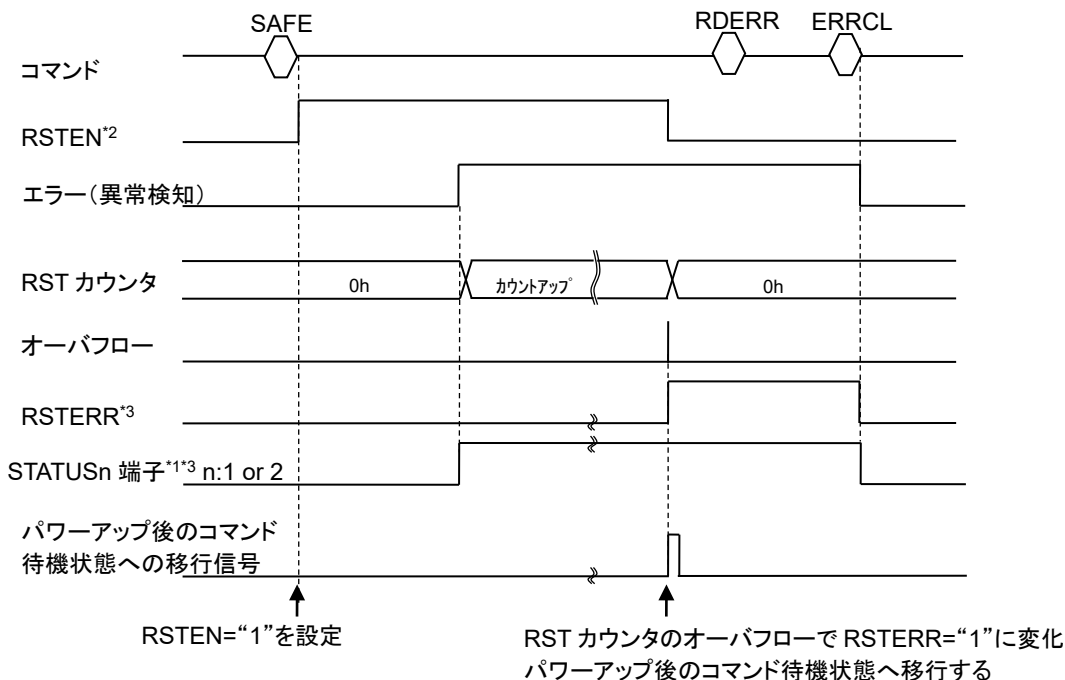 SAFE
RDERR
ERRCL
コマンド
RSTEN*2
エラー(異常検知)
RST カウンタ
0h
カウントアップ
0h
オーバフロー
RSTERR*3
STATUSn 端子*1*3 n:1 or 2
パワーアップ後のコマンド
待機状態への移行信号
RSTEN=“1”を設定
RST カウンタのオーバフローで RSTERR=“1”に変化
パワーアップ後のコマンド待機状態へ移行する